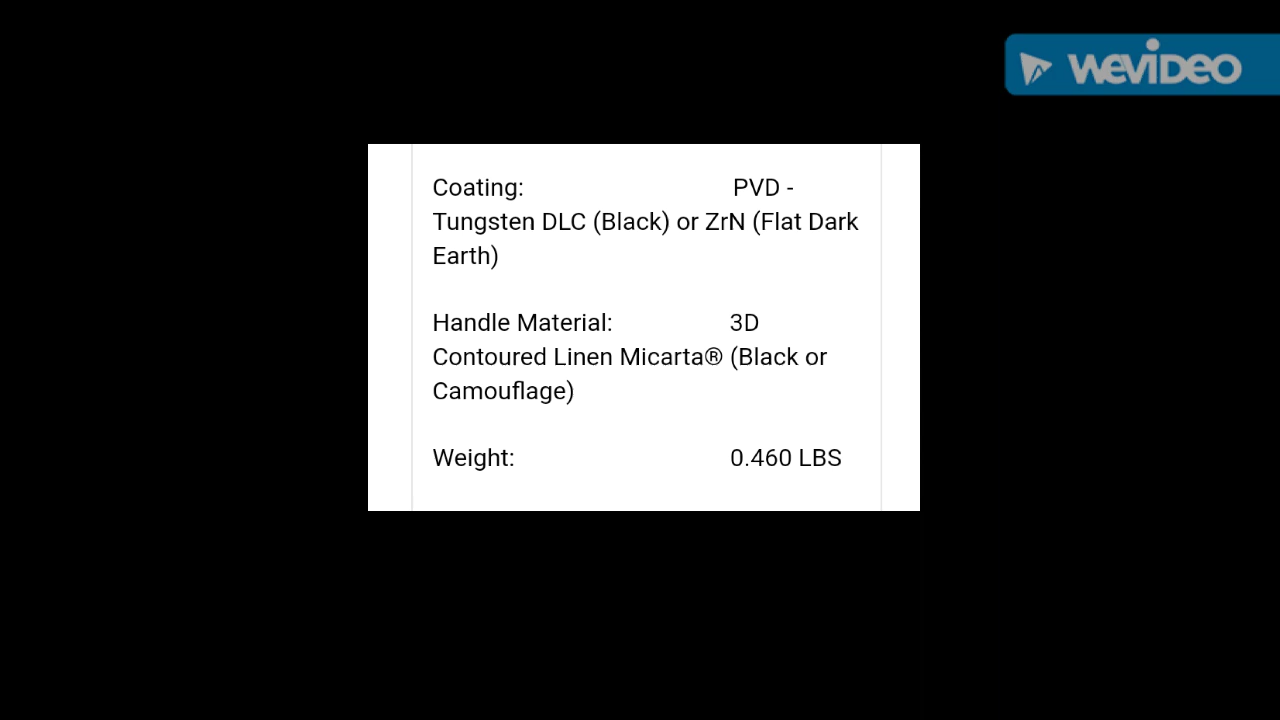 WEVIDEO
Coating: PVD -
Tungsten DLC (Black) or ZrN (Flat Dark
Earth)
Handle Material: 3D
Contoured Linen Micarta® (Black or
Camouflage)
Weight: 0.460 LBS